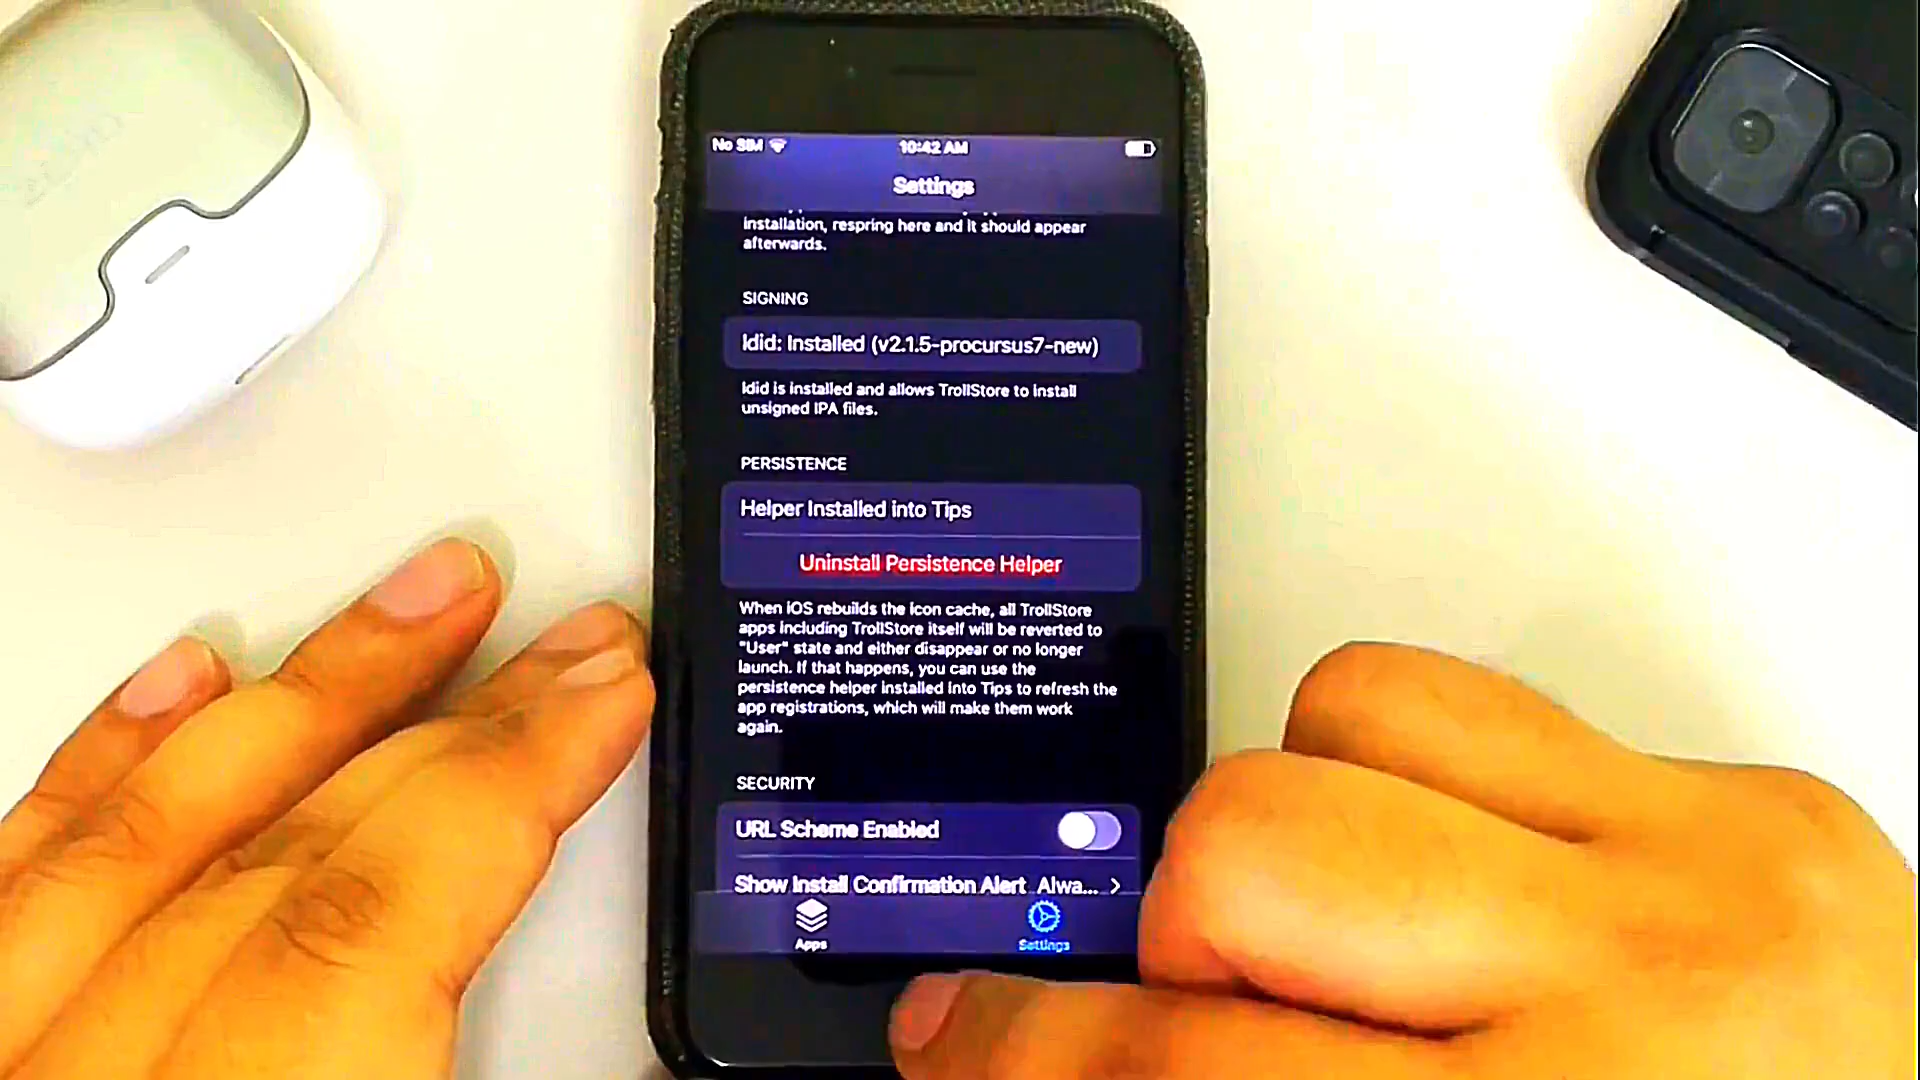 No SIM
10:42 AM
Settings
installation, respring here and it should appear
afterwards.
SIGNING
ldid: Installed (v2.1.5-procursus7-new)
ldid is installed and allows TrollStore to install
unsigned IPA files.
PERSISTENCE
Helper Installed into Tips
Uninstall Persistence Helper
When iOS rebuilds the icon cache, all TrollStore
apps including TrollStore itself will be reverted to
"User" state and either disappear or no longer
launch. If that happens, you can use the
persistence helper installed into Tips to refresh the
app registrations, which will make them work
again.
SECURITY
URL Scheme Enabled
Show Install Confirmation Alert Alwa...
Apps
Settings